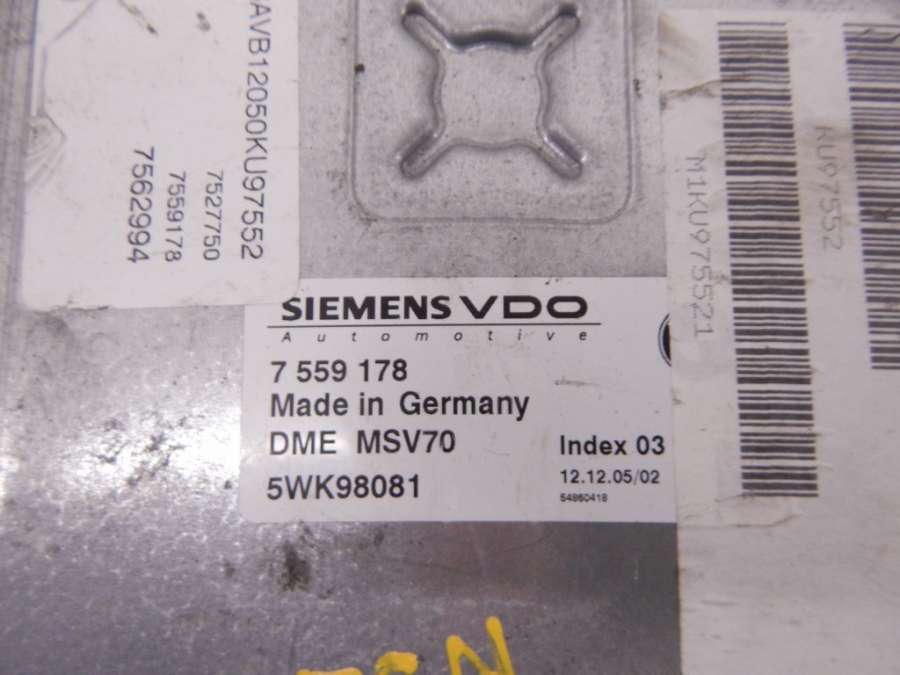 AVB12050KU97552
7527750
7559178
7562994
SIEMENS VDO
Automotive
7 559 178
Made in Germany
DME MSV70
Index 03
5WK98081
12.12.05/02
54860418
M1KU975521
KU97552